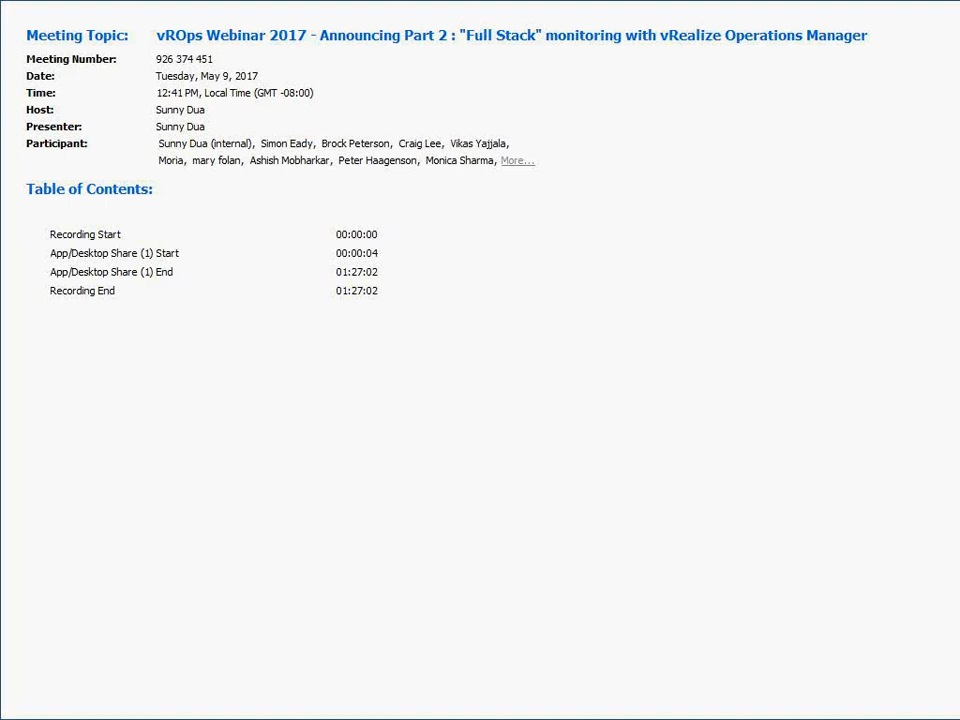 Meeting Topic: vROps Webinar 2017 - Announcing Part 2 : "Full Stack" monitoring with vRealize Operations Manager
Meeting Number: 926 374 451
Date: Tuesday, May 9, 2017
Time: 12:41 PM, Local Time (GMT -08:00)
Host: Sunny Dua
Presenter: Sunny Dua
Participant: Sunny Dua (internal), Simon Eady, Brock Peterson, Craig Lee, Vikas Yajjala,
Moria, mary folan, Ashish Mobharkar, Peter Haagenson, Monica Sharma, More...
Table of Contents:
Recording Start 00:00:00
App/Desktop Share (1) Start 00:00:04
App/Desktop Share (1) End 01:27:02
Recording End 01:27:02